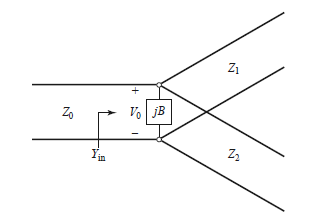 Z₁
+
Z₀ V₀ jB
−
Yᵢₙ Z₂